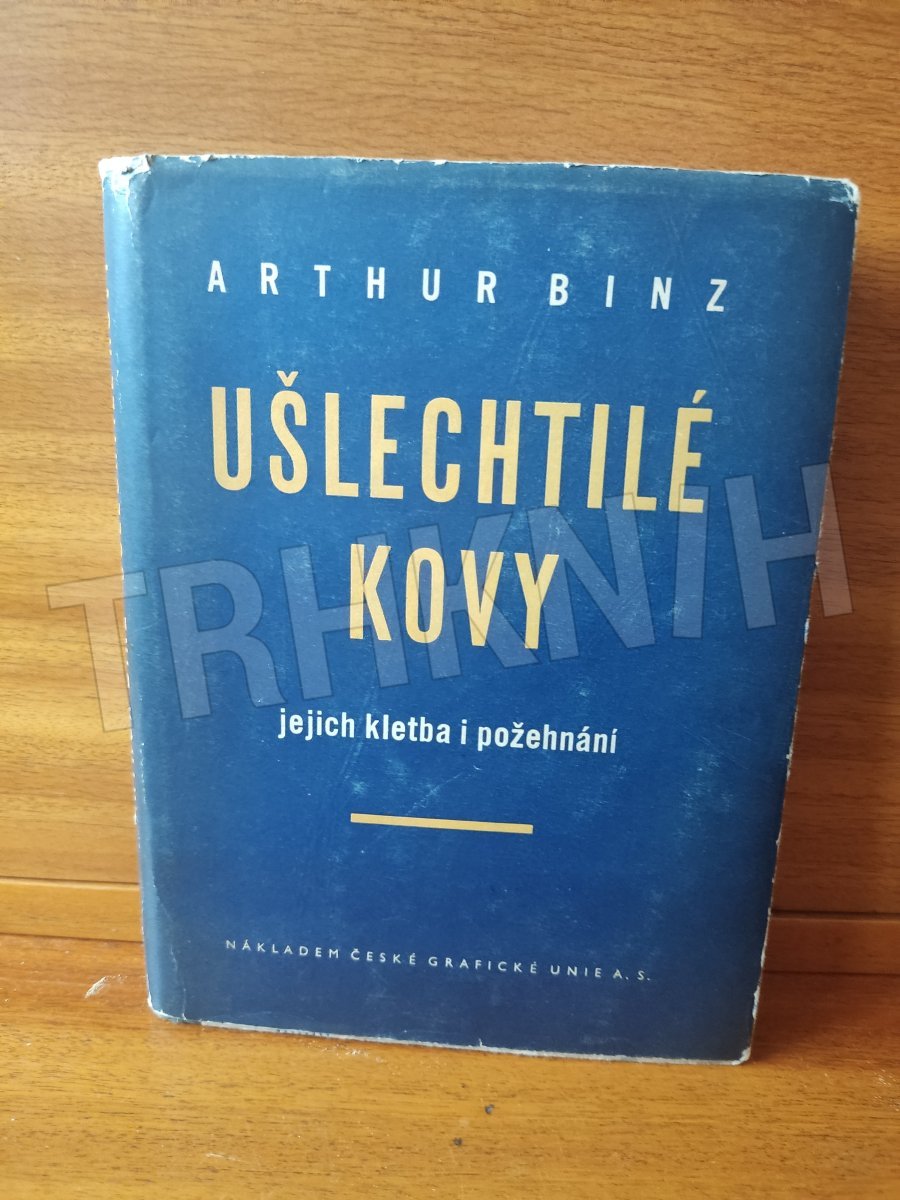 ARTHUR BINZ
UŠLECHTILÉ
KOVY
jejich kletba i požehnání
NÁKLADEM ČESKÉ GRAFICKÉ UNIE A. S.
TRHKNIH